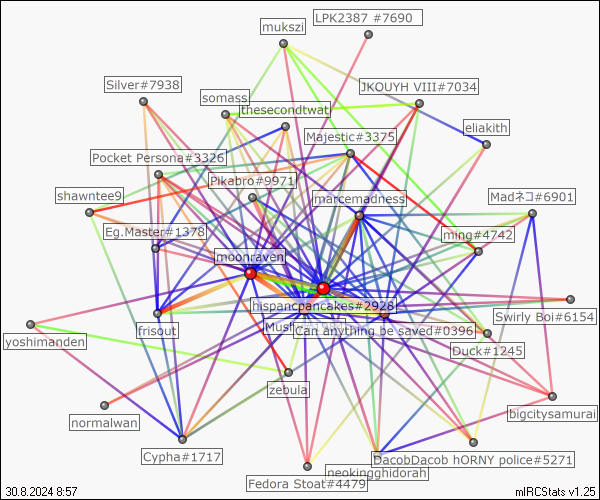 LPK2387 #7690
mukszi
Silver#7938
JKOUYH VIII#7034
somass
thesecondtwat
eliakith
Majestic#3375
Pocket Persona#3326
Pikabro#9971
shawntee9
marcemadness
Madネコ#6901
Eg.Master#1378
ming#4742
moonraven
hispancpancakes#2928
Swirly Boi#6154
frisout
Can anything be saved#0396
yoshimanden
Duck#1245
zebula
bigcitysamurai
normalwan
Cypha#1717
DacobDacob hORNY police#5271
neokingghidorah
Fedora Stoat#4479
30.8.2024 8:57
mIRCStats v1.25